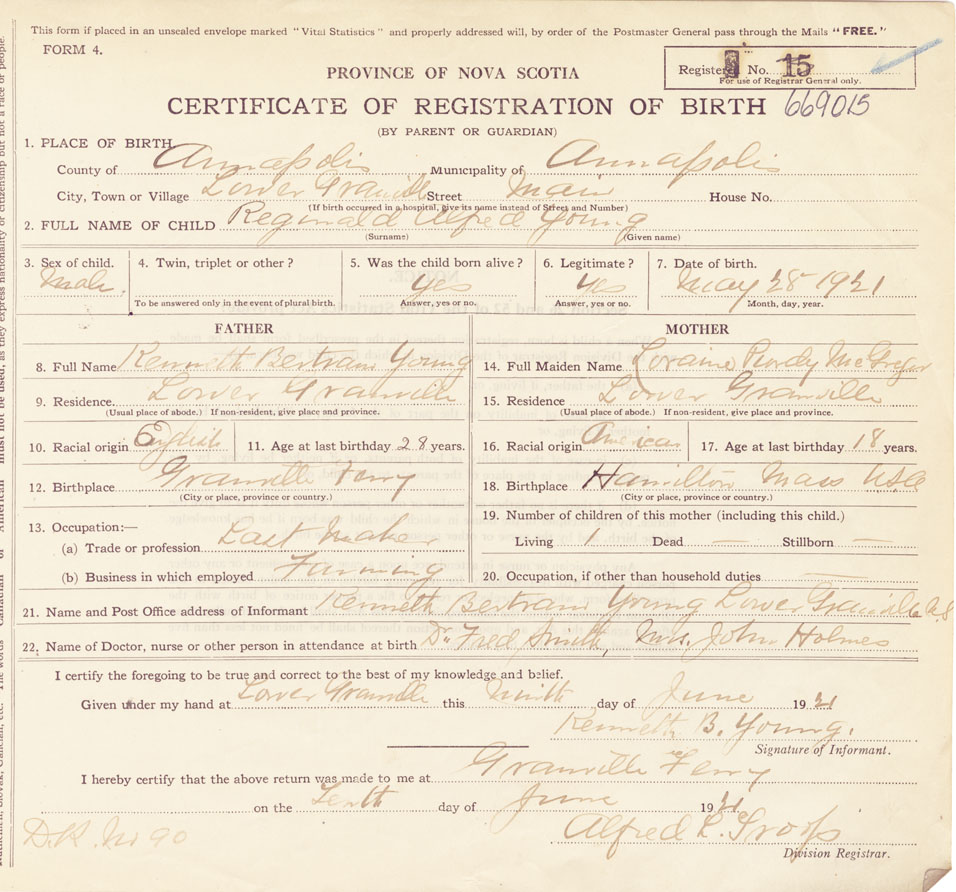 This form if placed in an unsealed envelope marked "Vital Statistics" and properly addressed will, by order of the Postmaster General pass through the Mails "FREE."
FORM 4.
Registered No. 15
For use of Registrar General only.
PROVINCE OF NOVA SCOTIA
CERTIFICATE OF REGISTRATION OF BIRTH 669015
(BY PARENT OR GUARDIAN)
1. PLACE OF BIRTH
County of Annapolis Municipality of Annapolis
City, Town or Village Lower Granville Street Main House No.
(If birth occurred in a hospital, give its name instead of Street and Number)
2. FULL NAME OF CHILD Reginald Alfred Young
(Surname) (Given name)
3. Sex of child. Male. 4. Twin, triplet or other? 5. Was the child born alive? yes 6. Legitimate? yes 7. Date of birth. May 28 1921
To be answered only in the event of plural birth. Answer, yes or no. Answer, yes or no. Month, day, year.
FATHER
8. Full Name Kenneth Bertram Young
9. Residence. Lower Granville
(Usual place of abode.) If non-resident, give place and province.
10. Racial origin English 11. Age at last birthday 28 years.
12. Birthplace Granville Ferry
(City or place, province or country.)
13. Occupation:—
(a) Trade or profession Last Maker
(b) Business in which employed Farming
MOTHER
14. Full Maiden Name Loraine Purdy McGregor
15. Residence Lower Granville
(Usual place of abode.) If non-resident, give place and province.
16. Racial origin American 17. Age at last birthday 18 years.
18. Birthplace Hamilton Mass USA
(City or place, province or country.)
19. Number of children of this mother (including this child.)
Living 1 Dead — Stillborn —
20. Occupation, if other than household duties —
21. Name and Post Office address of Informant Kenneth Bertram Young Lower Granville N.S
22. Name of Doctor, nurse or other person in attendance at birth Dr. Fred Smith, Mrs. John Holmes
I certify the foregoing to be true and correct to the best of my knowledge and belief.
Given under my hand at Lower Granville this Ninth day of June 1921
Kenneth B. Young.
Signature of Informant.
I hereby certify that the above return was made to me at Granville Ferry
on the Tenth day of June 1921
Alfred R. Troop
Division Registrar.
D.R. No 90